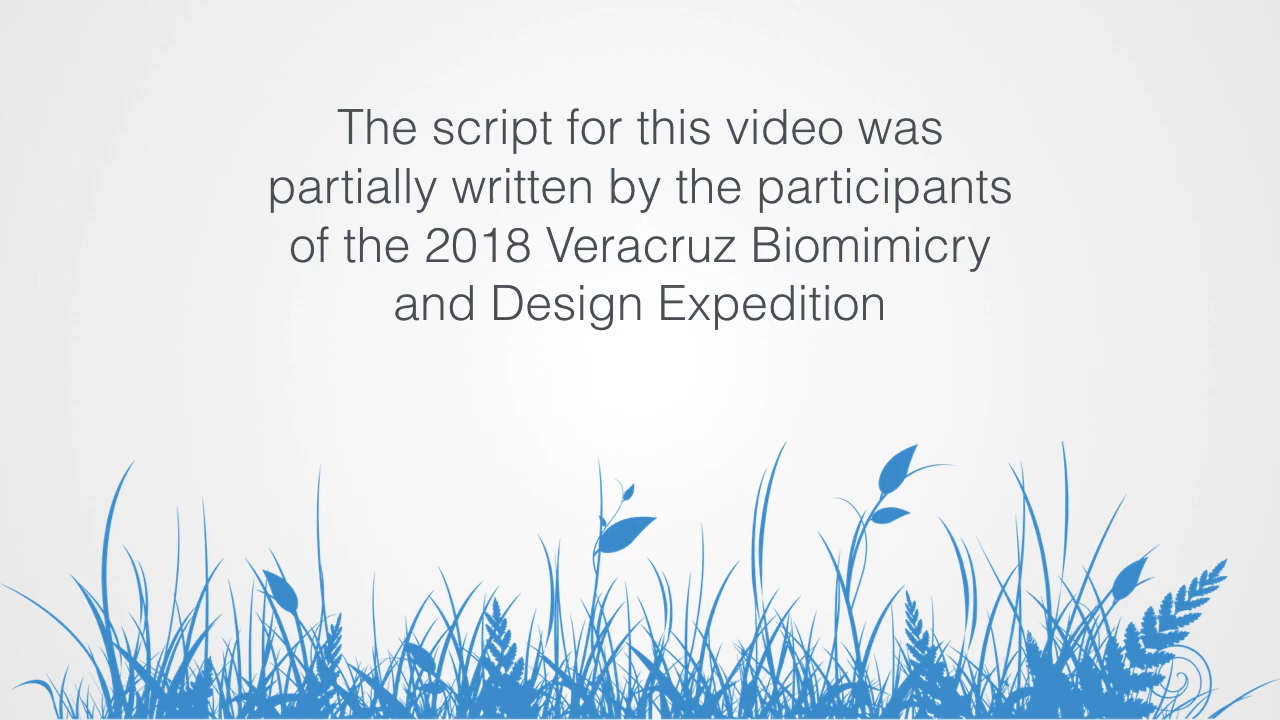 The script for this video was
partially written by the participants
of the 2018 Veracruz Biomimicry
and Design Expedition